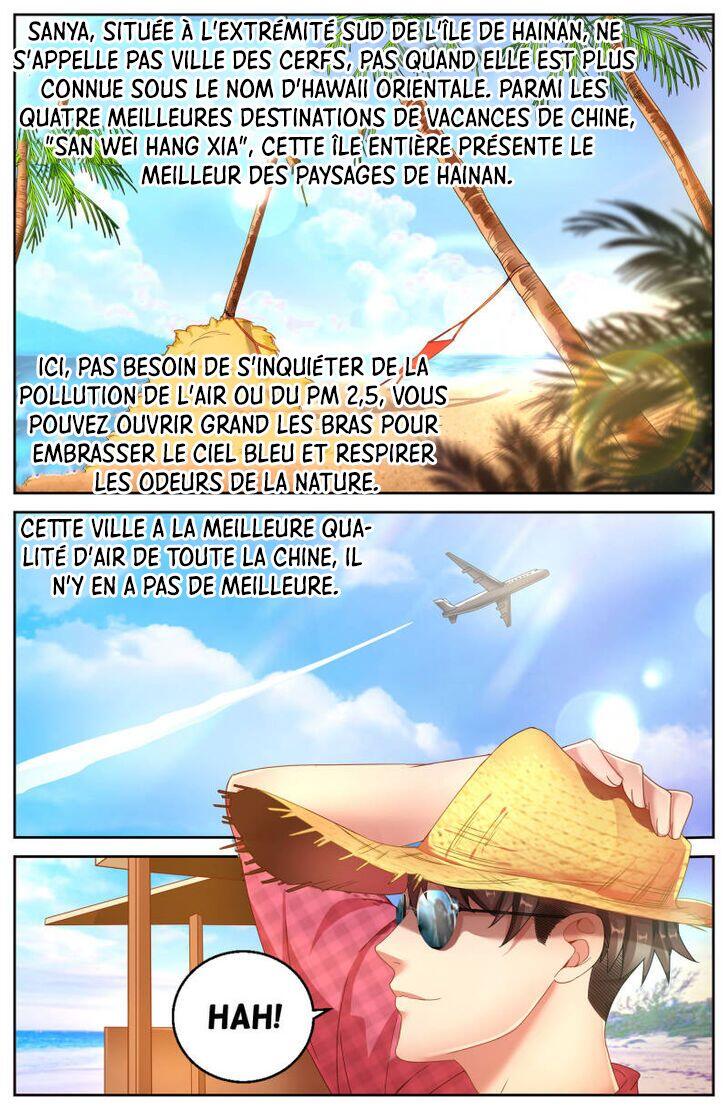 SANYA, SITUÉE À L'EXTRÉMITÉ SUD DE L'ÎLE DE HAINAN, NE
S'APPELLE PAS VILLE DES CERFS, PAS QUAND ELLE EST PLUS
CONNUE SOUS LE NOM D'HAWAII ORIENTALE. PARMI LES
QUATRE MEILLEURES DESTINATIONS DE VACANCES DE CHINE,
"SAN WEI HANG XIA", CETTE ÎLE ENTIÈRE PRÉSENTE LE
MEILLEUR DES PAYSAGES DE HAINAN.
ICI, PAS BESOIN DE S'INQUIÉTER DE LA
POLLUTION DE L'AIR OU DU PM 2,5, VOUS
POUVEZ OUVRIR GRAND LES BRAS POUR
EMBRASSER LE CIEL BLEU ET RESPIRER
LES ODEURS DE LA NATURE.
CETTE VILLE A LA MEILLEURE QUA-
LITÉ D'AIR DE TOUTE LA CHINE, IL
N'Y EN A PAS DE MEILLEURE.
HAH!